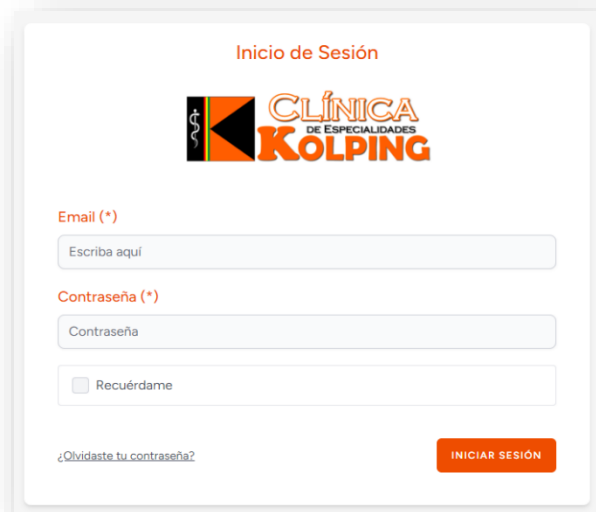 Inicio de Sesión
CLÍNICA
DE ESPECIALIDADES
KOLPING
Email (*)
Escriba aquí
Contraseña (*)
Contraseña
Recuérdame
¿Olvidaste tu contraseña?
INICIAR SESIÓN